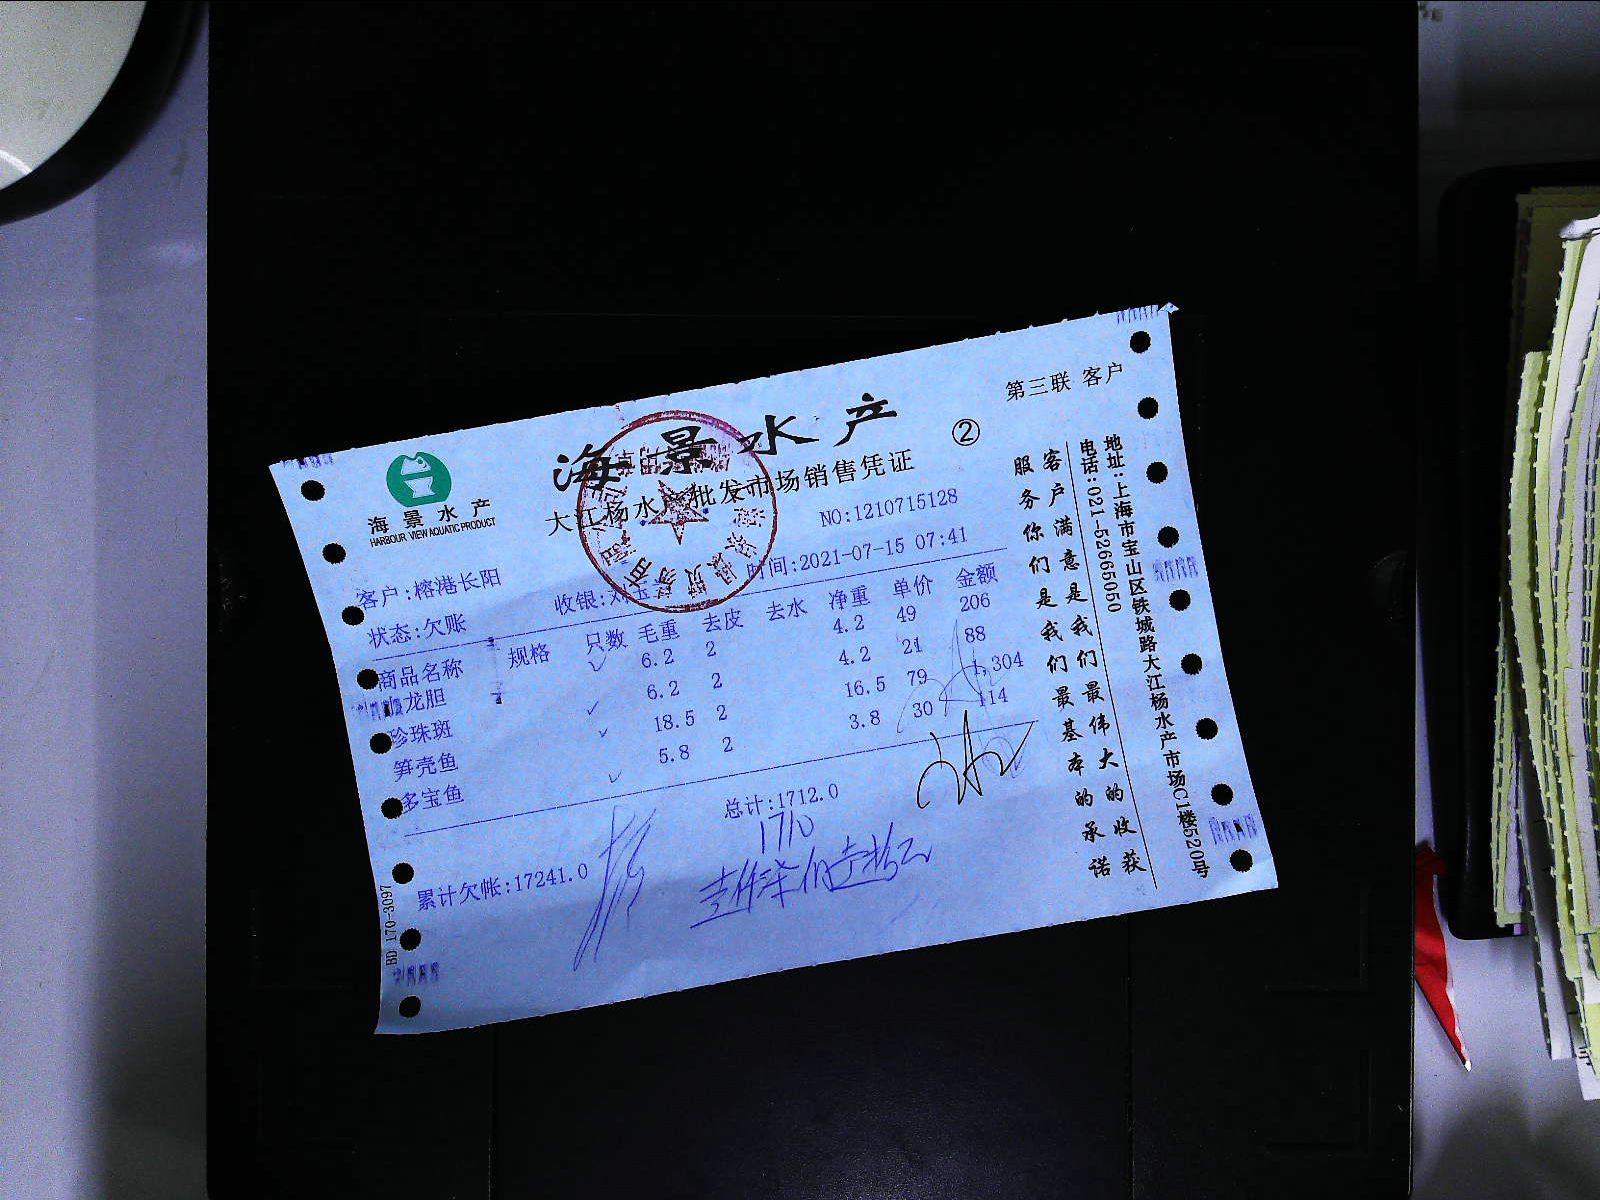 第三联 客户
海景水产
②
大江杨水产批发市场销售凭证
海景水产
HARBOUR VIEW AQUATIC PRODUCT
NO:1210715128
客户:榕港长阳
收银:刘玉
时间:2021-07-15 07:41
状态:欠账
商品名称 规格 只数 毛重 去皮 去水 净重 单价 金额
龙胆 6.2 2 4.2 49 206
珍珠斑 6.2 2 4.2 21 88
笋壳鱼 18.5 2 16.5 79 1,304
多宝鱼 5.8 2 3.8 30 114
总计:1712.0
1710
累计欠帐:17241.0
客户满意是我们最伟大的收获
服务你们是我们最基本的承诺
地址:上海市宝山区铁城路大江杨水产市场C1楼520号
电话:021-52265050
BD 170-3097